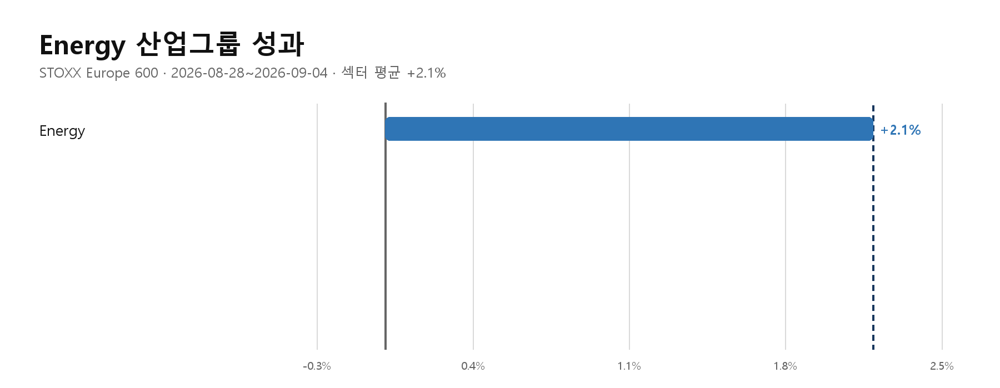 Energy 산업그룹 성과
STOXX Europe 600 · 2026-08-28~2026-09-04 · 섹터 평균 +2.1%
Energy +2.1%
-0.3% 0.4% 1.1% 1.8% 2.5%